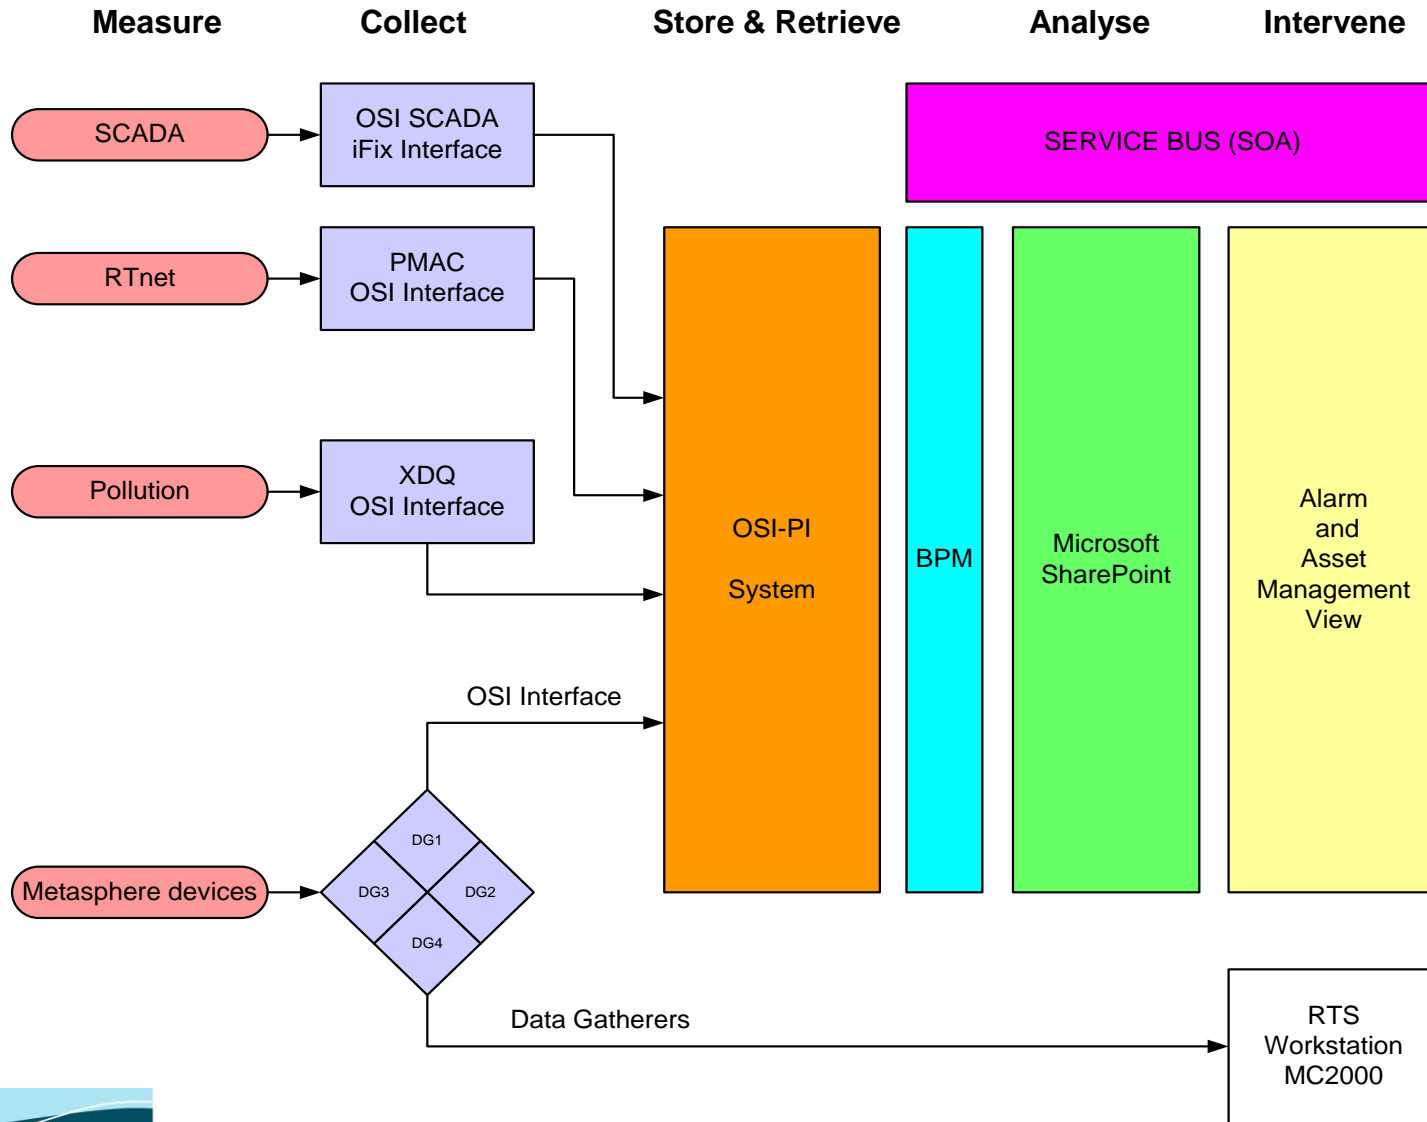 Measure
Collect
Store & Retrieve
Analyse
Intervene
SCADA
OSI SCADA
iFix Interface
SERVICE BUS (SOA)
RTnet
PMAC
OSI Interface
Pollution
XDQ
OSI Interface
OSI-PI
System
BPM
Microsoft
SharePoint
Alarm
and
Asset
Management
View
OSI Interface
Metasphere devices
DG1
DG3
DG2
DG4
Data Gatherers
RTS
Workstation
MC2000